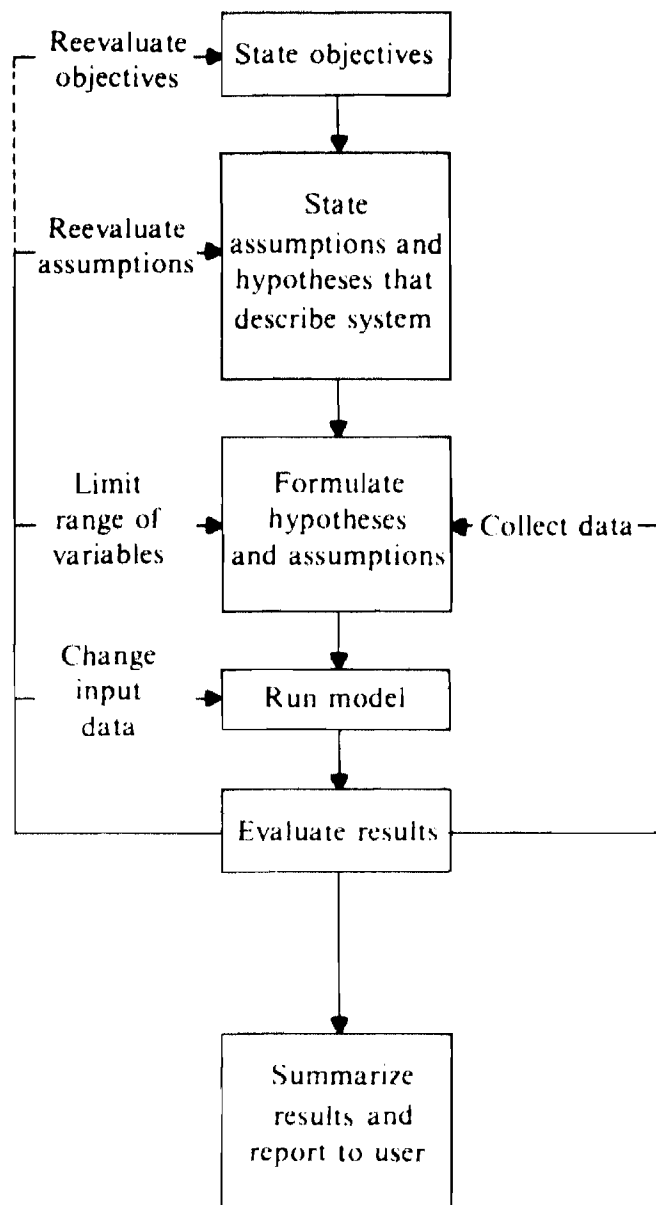 Reevaluate
objectives
State objectives
State
assumptions and
hypotheses that
describe system
Reevaluate
assumptions
Limit
range of
variables
Formulate
hypotheses
and assumptions
Collect data
Change
input
data
Run model
Evaluate results
Summarize
results and
report to user